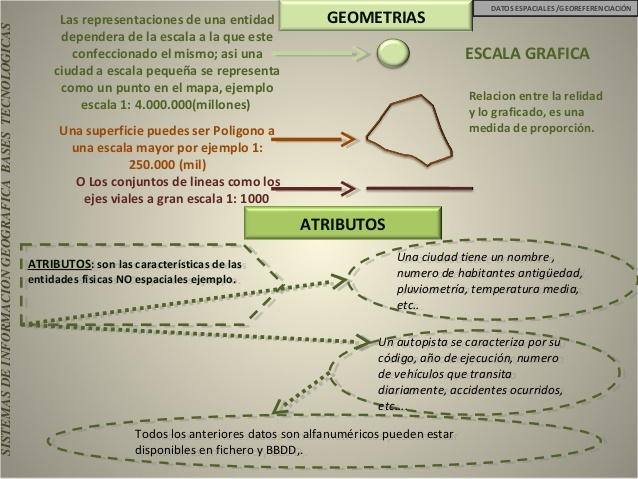 DATOS ESPACIALES /GEOREFERENCIACIÓN
GEOMETRIAS
SISTEMAS DE INFORMACION GEOGRAFICA BASES TECNOLOGICAS
Las representaciones de una entidad
dependera de la escala a la que este
confeccionado el mismo; asi una
ciudad a escala pequeña se representa
como un punto en el mapa, ejemplo
escala 1: 4.000.000(millones)
ESCALA GRAFICA
Relacion entre la relidad
y lo graficado, es una
medida de proporción.
Una superficie puedes ser Poligono a
una escala mayor por ejemplo 1:
250.000 (mil)
O Los conjuntos de lineas como los
ejes viales a gran escala 1: 1000
ATRIBUTOS
ATRIBUTOS: son las características de las
entidades fisicas NO espaciales ejemplo.
Una ciudad tiene un nombre ,
numero de habitantes antigüedad,
pluviometría, temperatura media,
etc..
Un autopista se caracteriza por su
código, año de ejecución, numero
de vehículos que transita
diariamente, accidentes ocurridos,
etc....
Todos los anteriores datos son alfanuméricos pueden estar
disponibles en fichero y BBDD,.